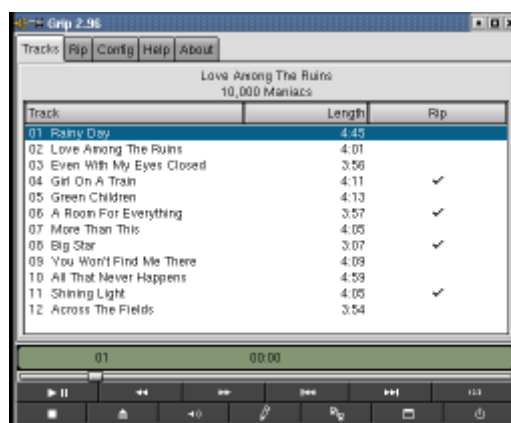 Grip 2.96
Tracks Rip Config Help About
Love Among The Ruins
10,000 Maniacs
Track Length Rip
01 Rainy Day 4:45
02 Love Among The Ruins 4:01
03 Even With My Eyes Closed 3:56
04 Girl On A Train 4:11
05 Green Children 4:13
06 A Room For Everything 3:57
07 More Than This 4:05
08 Big Star 3:07
09 You Won't Find Me There 4:09
10 All That Never Happens 4:59
11 Shining Light 4:05
12 Across The Fields 3:54
01 00:00
123